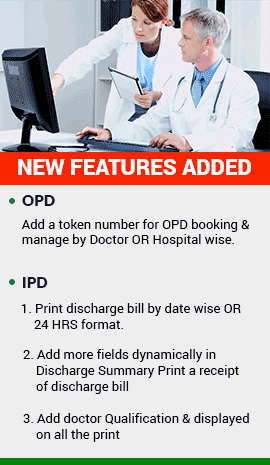 NEW FEATURES ADDED
OPD
Add a token number for OPD booking &
manage by Doctor OR Hospital wise.
IPD
1. Print discharge bill by date wise OR
24 HRS format.
2. Add more fields dynamically in
Discharge Summary Print a receipt
of discharge bill
3. Add doctor Qualification & displayed
on all the print